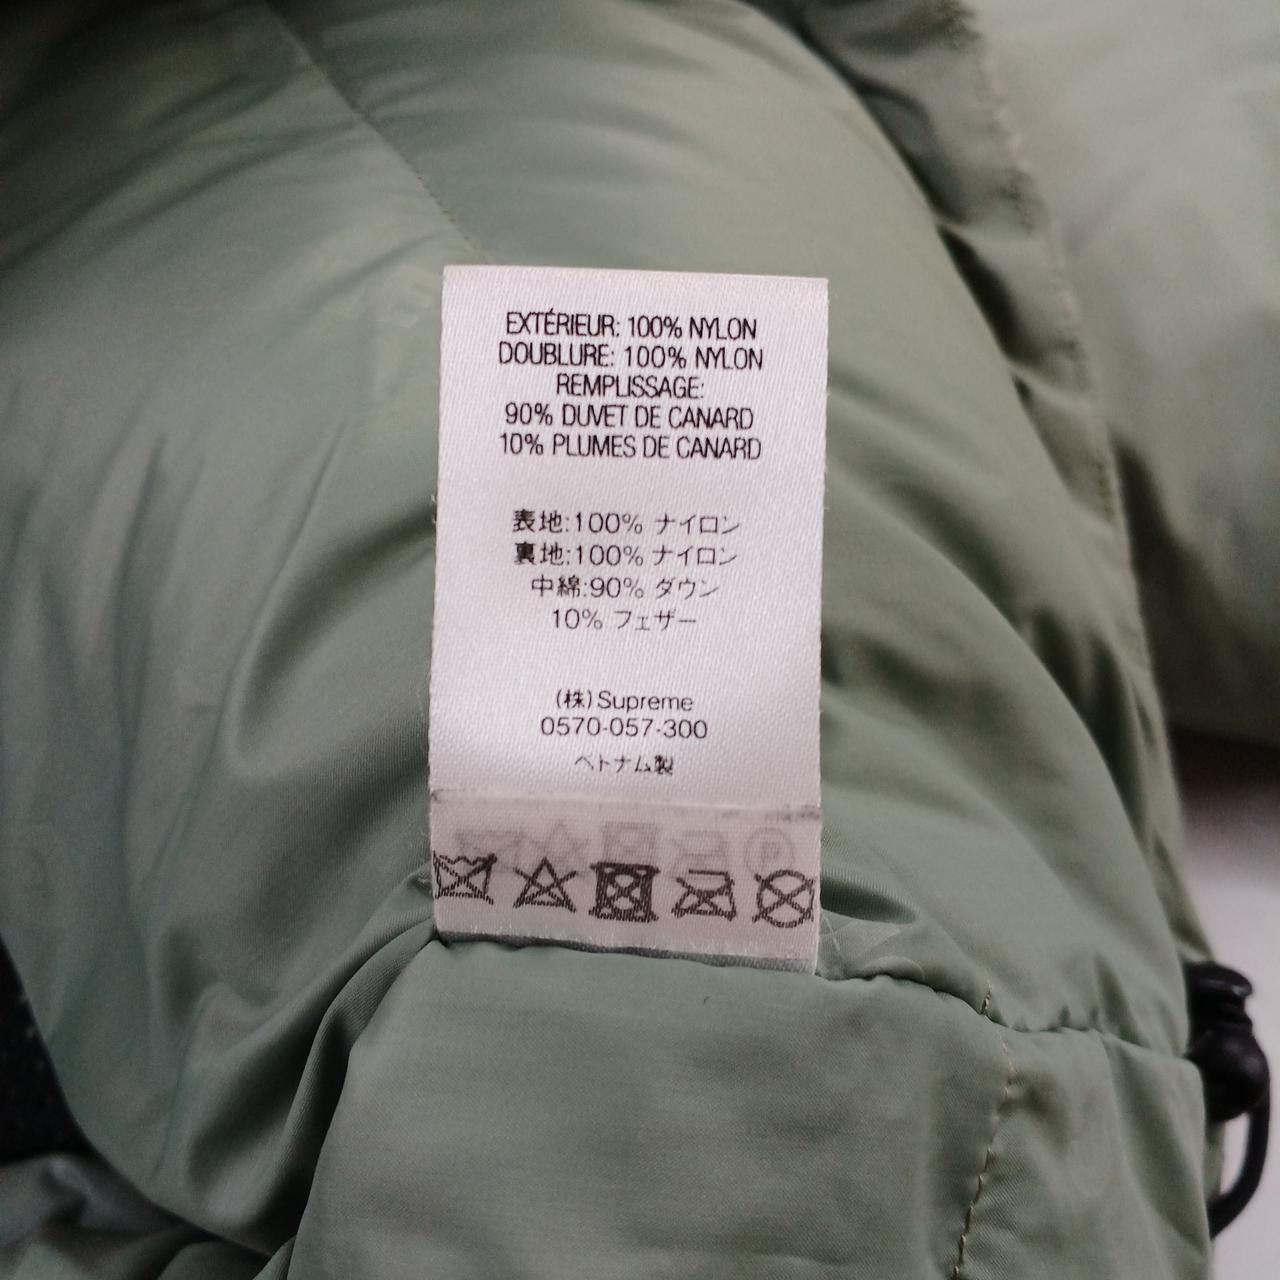 EXTÉRIEUR: 100% NYLON
DOUBLURE: 100% NYLON
REMPLISSAGE:
90% DUVET DE CANARD
10% PLUMES DE CANARD
表地:100% ナイロン
裏地:100% ナイロン
中綿:90% ダウン
10% フェザー
(株)Supreme
0570-057-300
ベトナム製